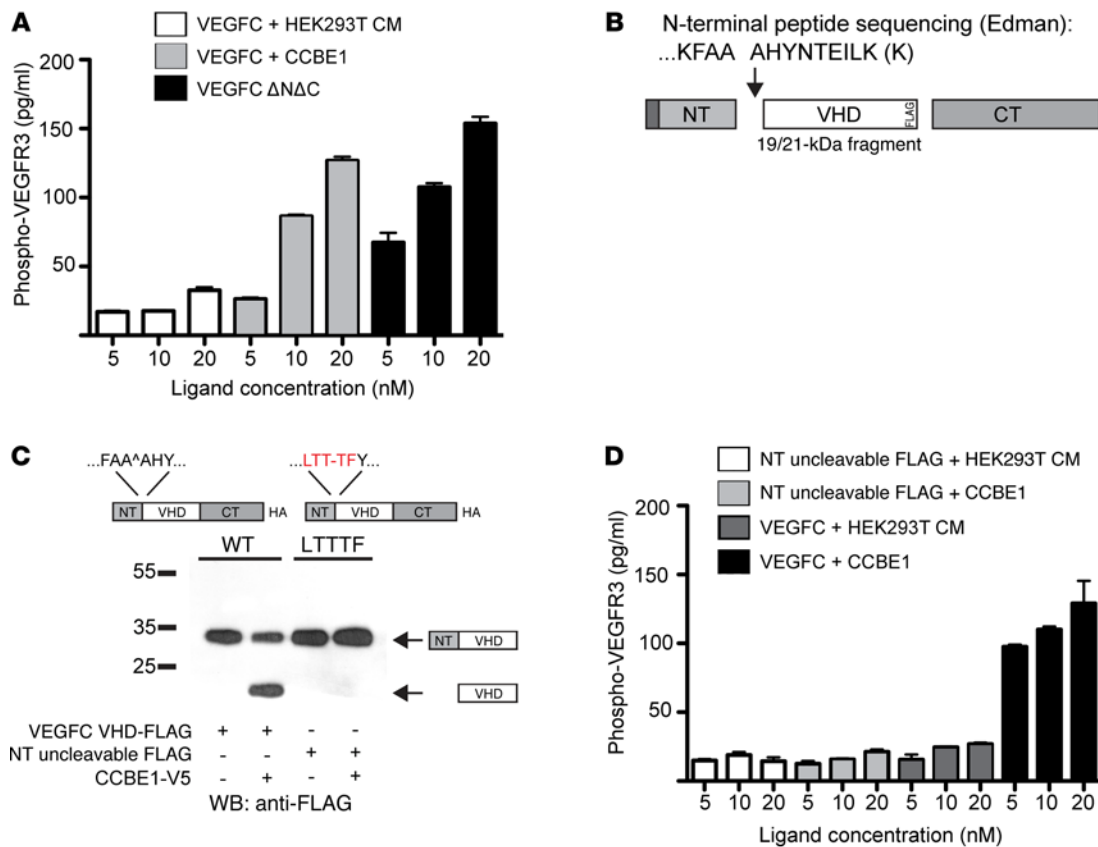 A
VEGFC + HEK293T CM
VEGFC + CCBE1
VEGFC ΔNΔC
Phospho-VEGFR3 (pg/ml)
200
150
100
50
5 10 20 5 10 20 5 10 20
Ligand concentration (nM)
B
N-terminal peptide sequencing (Edman):
...KFAA AHYNTEILK (K)
NT VHD FLAG CT
19/21-kDa fragment
C
...FAA^AHY... ...LTT-TFY...
NT VHD CT HA NT VHD CT HA
WT LTTTF
55
35
25
NT VHD
VHD
VEGFC VHD-FLAG + + - -
NT uncleavable FLAG - - + +
CCBE1-V5 - + - +
WB: anti-FLAG
D
NT uncleavable FLAG + HEK293T CM
NT uncleavable FLAG + CCBE1
VEGFC + HEK293T CM
VEGFC + CCBE1
Phospho-VEGFR3 (pg/ml)
200
150
100
50
5 10 20 5 10 20 5 10 20 5 10 20
Ligand concentration (nM)